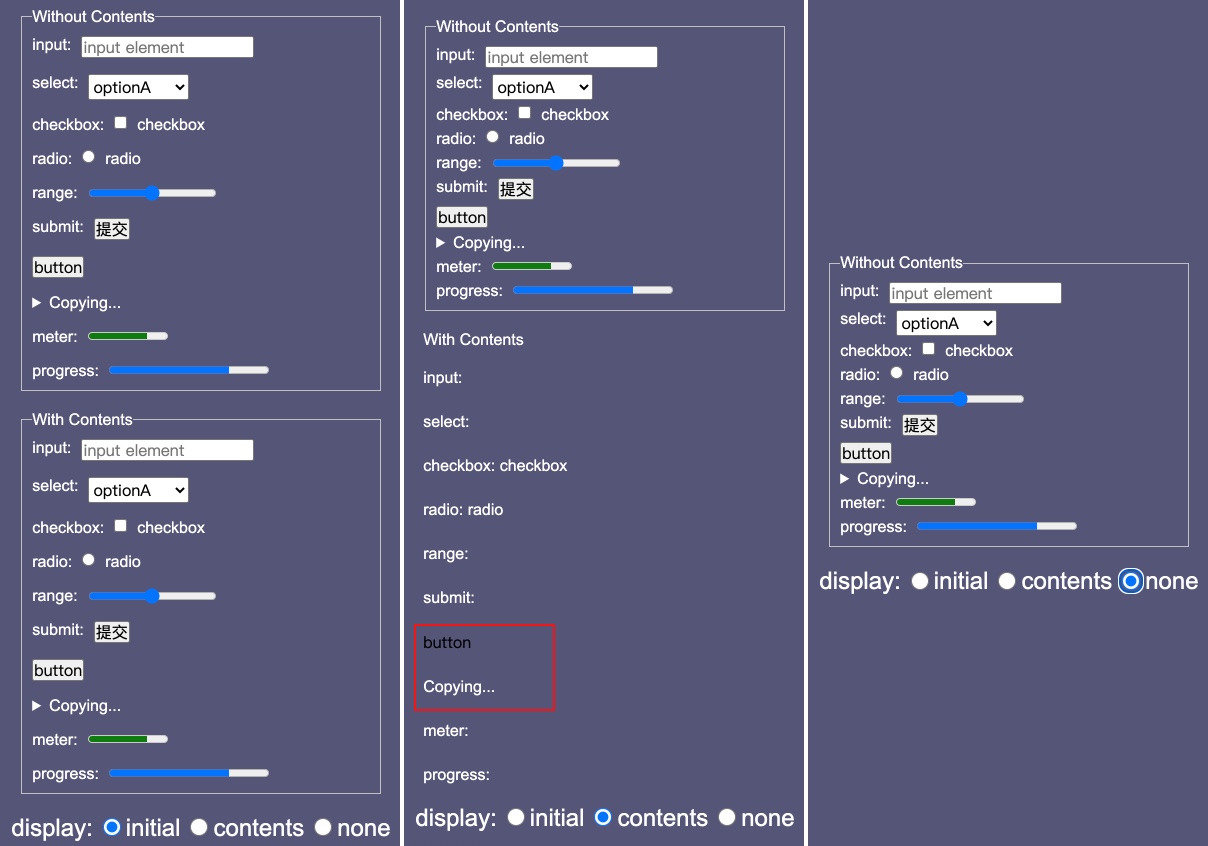 Without Contents
input: input element
select: optionA
checkbox: checkbox
radio: radio
range:
submit: 提交
button
Copying...
meter:
progress:
With Contents
input: input element
select: optionA
checkbox: checkbox
radio: radio
range:
submit: 提交
button
Copying...
meter:
progress:
display: initial contents none
Without Contents
input: input element
select: optionA
checkbox: checkbox
radio: radio
range:
submit: 提交
button
Copying...
meter:
progress:
With Contents
input:
select:
checkbox: checkbox
radio: radio
range:
submit:
button
Copying...
meter:
progress:
display: initial contents none
Without Contents
input: input element
select: optionA
checkbox: checkbox
radio: radio
range:
submit: 提交
button
Copying...
meter:
progress:
display: initial contents none